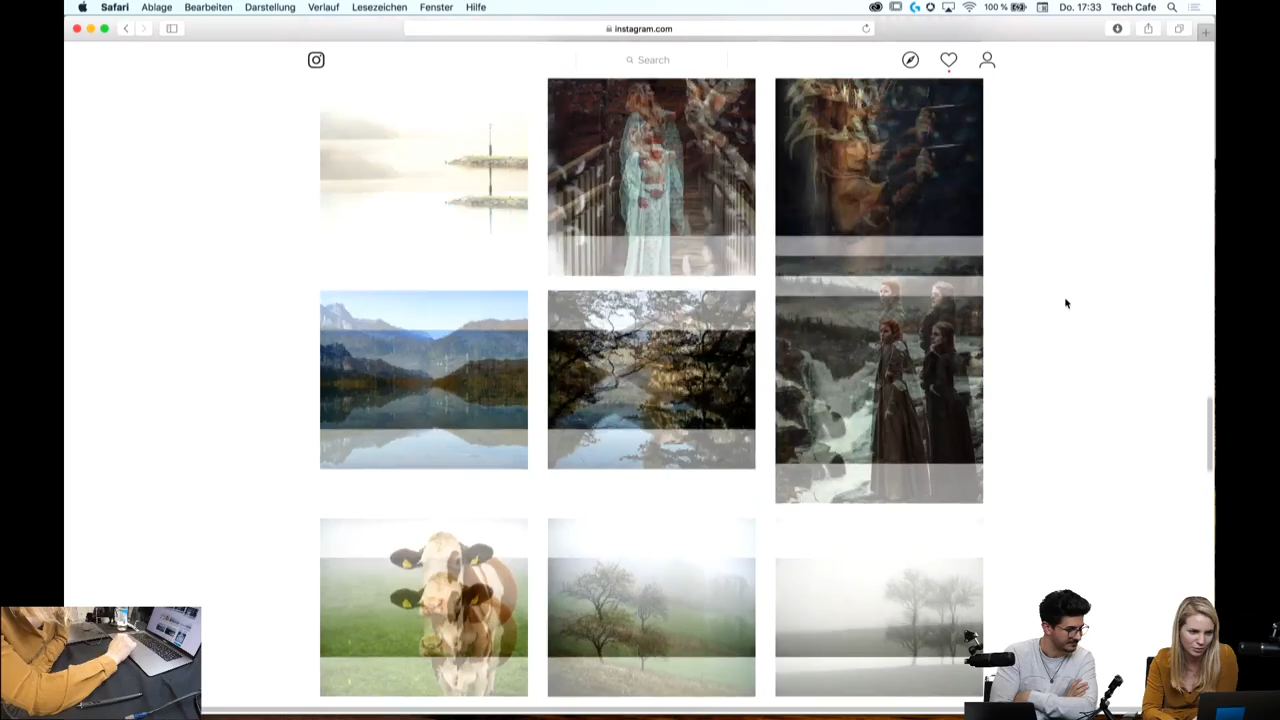 Safari Ablage Bearbeiten Darstellung Verlauf Lesezeichen Fenster Hilfe 100 % Do. 17:33 Tech Cafe
instagram.com
Search